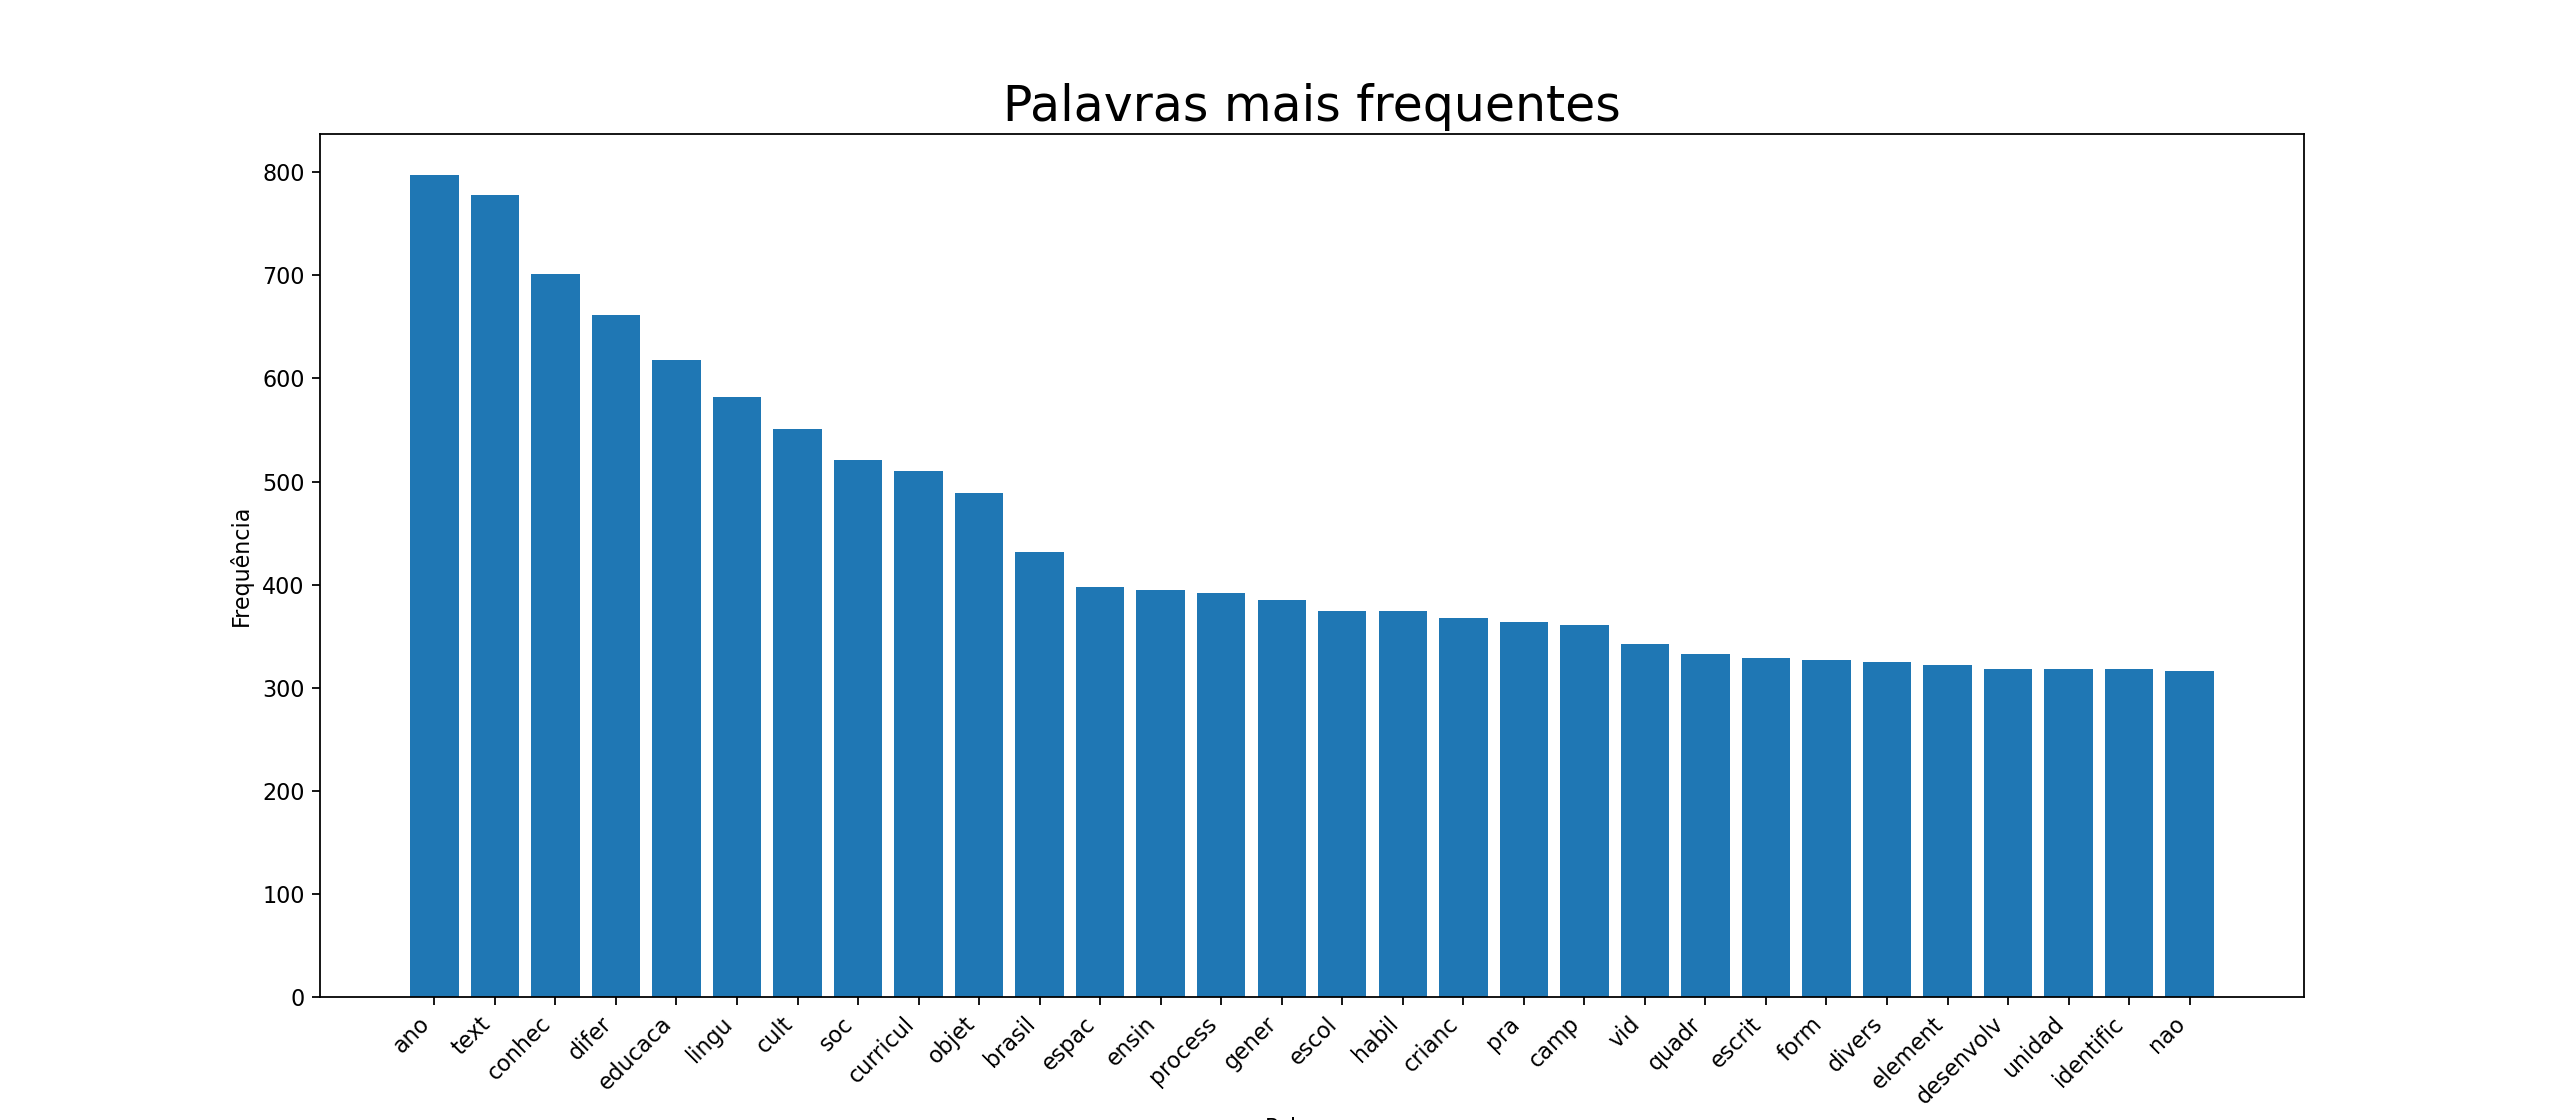 Palavras mais frequentes
Frequência
800
700
600
500
400
300
200
100
0
ano
text
conhec
difer
educaca
lingu
cult
soc
curricul
objet
brasil
espac
ensin
process
gener
escol
habil
crianc
pra
camp
vid
quadr
escrit
form
divers
element
desenvolv
unidad
identific
nao